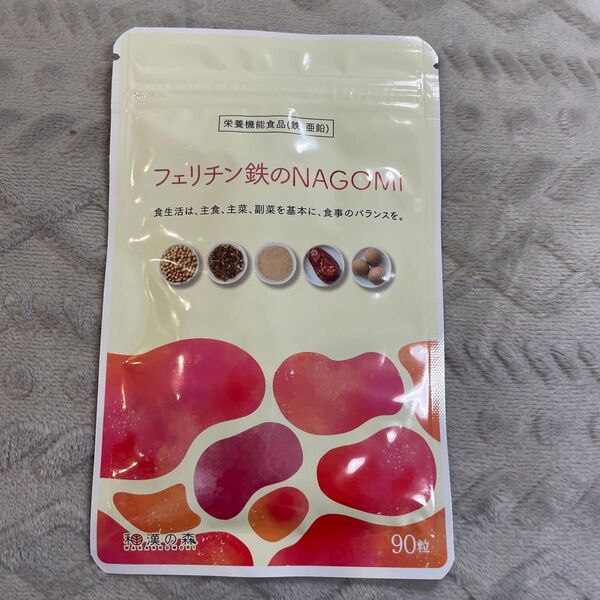 栄養機能食品(鉄・亜鉛)
フェリチン鉄のNAGOMI
食生活は、主食、主菜、副菜を基本に、食事のバランスを。
和漢の森
WAKANNOMORI
90粒